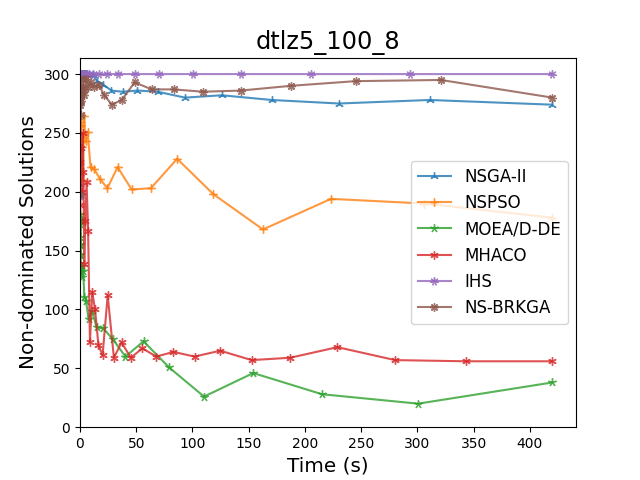 dtlz5_100_8
Non-dominated Solutions
300
250
200
150
100
50
0
NSGA-II
NSPSO
MOEA/D-DE
MHACO
IHS
NS-BRKGA
0 50 100 150 200 250 300 350 400
Time (s)